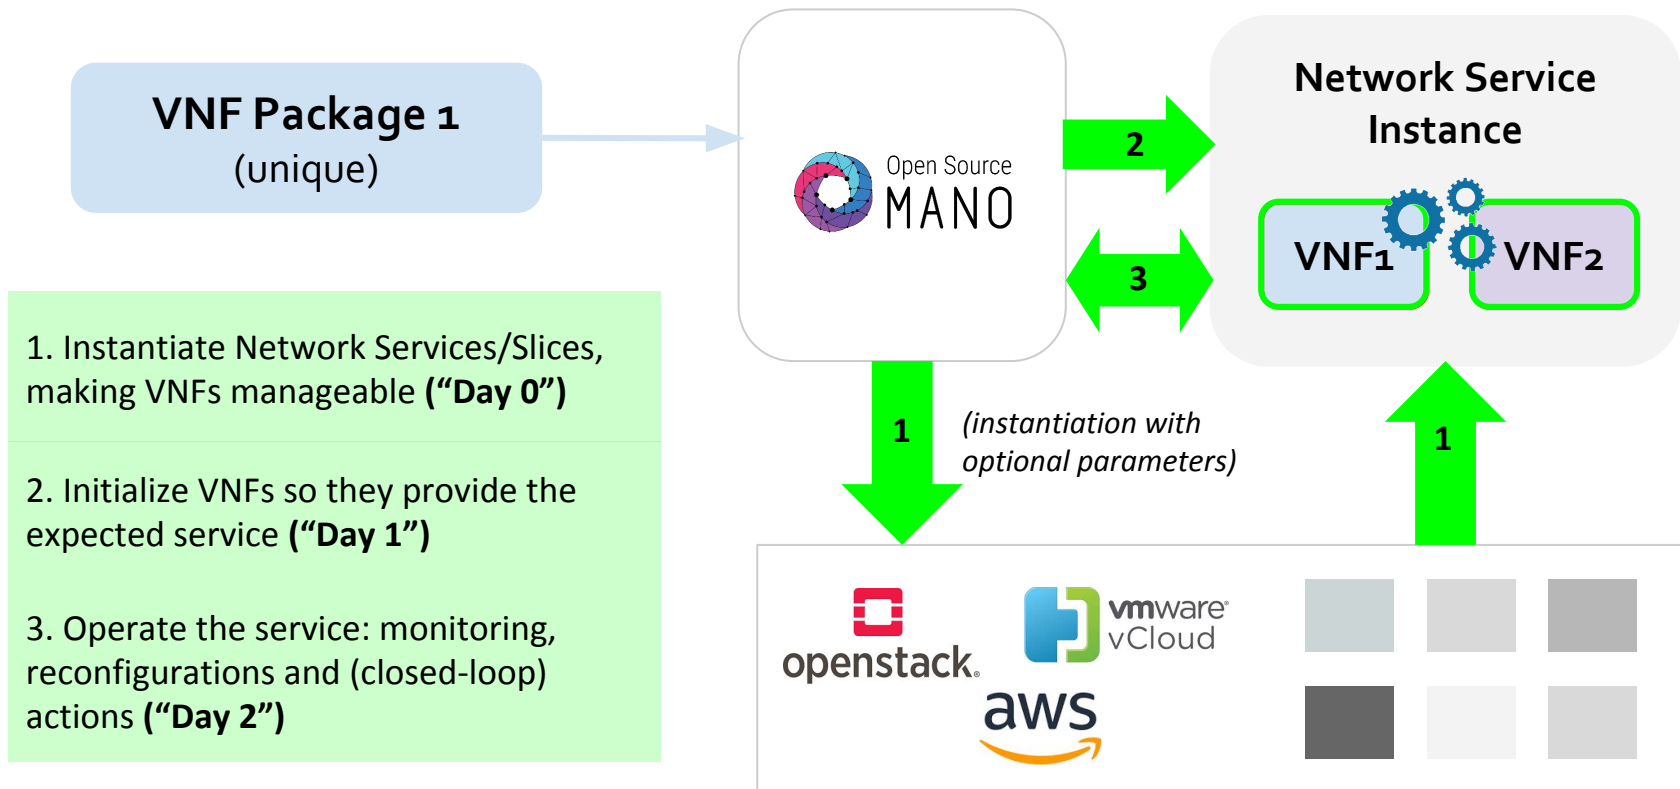 VNF Package 1
(unique)
Open Source
MANO
2
3
Network Service
Instance
VNF1
VNF2
1. Instantiate Network Services/Slices,
making VNFs manageable (“Day 0”)
2. Initialize VNFs so they provide the
expected service (“Day 1”)
3. Operate the service: monitoring,
reconfigurations and (closed-loop)
actions (“Day 2”)
1
(instantiation with
optional parameters)
1
openstack.
vmware®
vCloud
aws